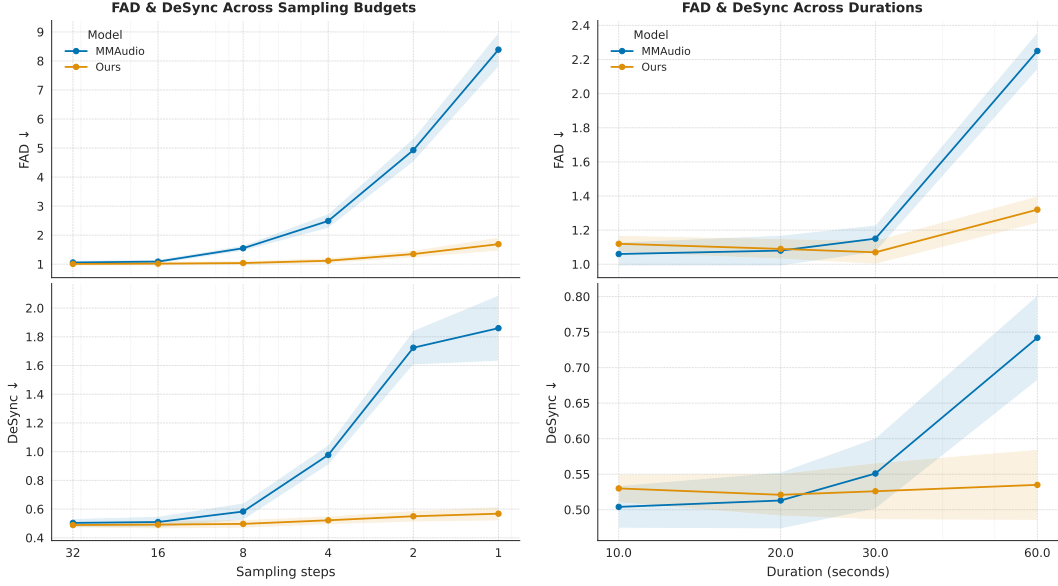 FAD & DeSync Across Sampling Budgets
FAD ↓
9
8
7
6
5
4
3
2
1
Model
MMAudio
Ours
DeSync ↓
2.0
1.8
1.6
1.4
1.2
1.0
0.8
0.6
0.4
32 16 8 4 2 1
Sampling steps
FAD & DeSync Across Durations
FAD ↓
2.4
2.2
2.0
1.8
1.6
1.4
1.2
1.0
Model
MMAudio
Ours
DeSync ↓
0.80
0.75
0.70
0.65
0.60
0.55
0.50
10.0 20.0 30.0 60.0
Duration (seconds)